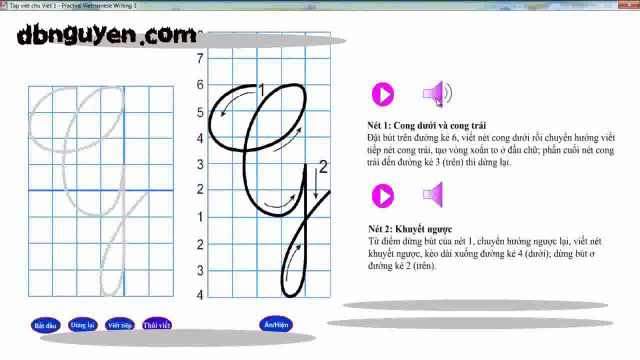 Tap viet chu Viet 1 - Practice Vietnamese Writing 1
dbnguyen.com
7
6
5
4
3
2
1
2
3
4
1
2
Nét 1: Cong dưới và cong trái
Đặt bút trên đường kẻ 6, viết nét cong dưới rồi chuyển hướng viết
tiếp nét cong trái, tạo vòng xoắn to ở đầu chữ; phần cuối nét cong
trái đến đường kẻ 3 (trên) thì dừng lại.
Nét 2: Khuyết ngược
Từ điểm dừng bút của nét 1, chuyển hướng ngược lại, viết nét
khuyết ngược, kéo dài xuống đường kẻ 4 (dưới); dừng bút ở
đường kẻ 2 (trên).
Bắt đầu
Dừng lại
Viết tiếp
Thôi viết
Ẩn/Hiện